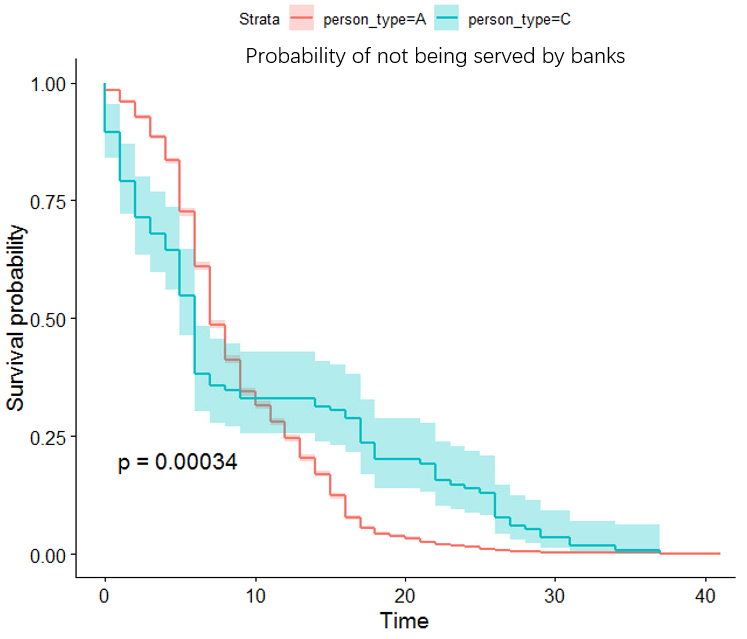 Strata person_type=A person_type=C
Probability of not being served by banks
Survival probability
1.00
0.75
0.50
0.25
0.00
p = 0.00034
0 10 20 30 40
Time